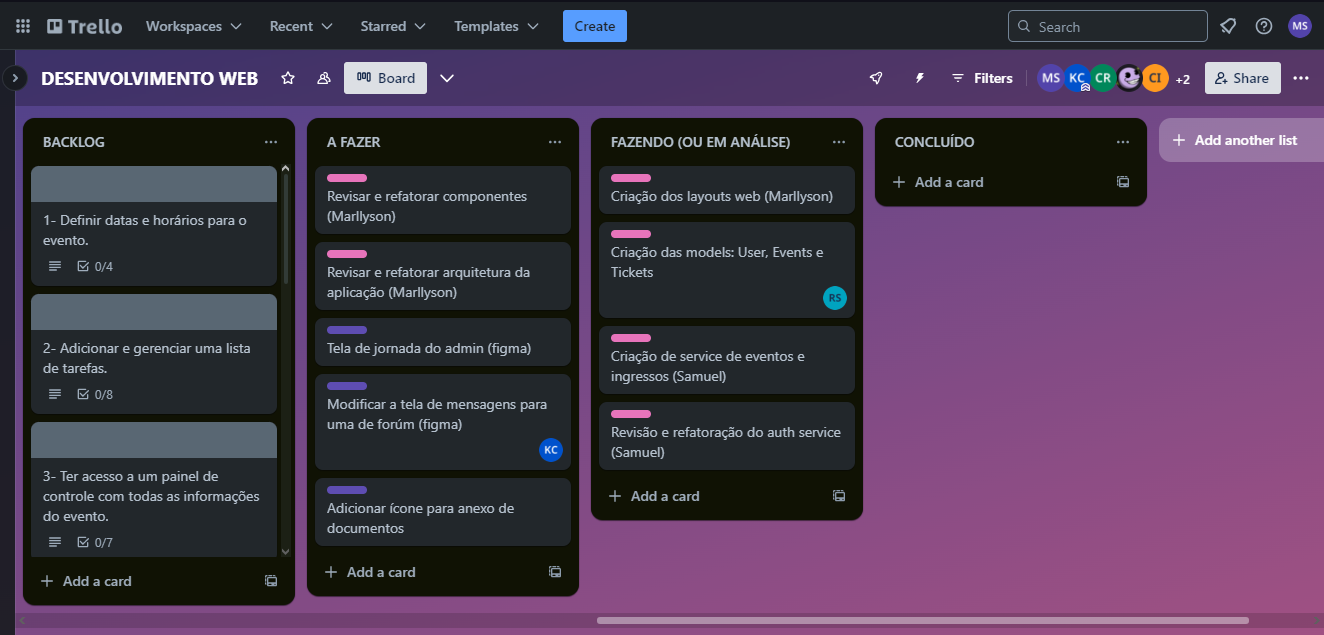 Trello
Workspaces
Recent
Starred
Templates
Create
Search
MS
DESENVOLVIMENTO WEB
Board
Filters
MS
KC
CR
CI
+2
Share
BACKLOG
1- Definir datas e horários para o
evento.
0/4
2- Adicionar e gerenciar uma lista
de tarefas.
0/8
3- Ter acesso a um painel de
controle com todas as informações
do evento.
0/7
Add a card
A FAZER
Revisar e refatorar componentes
(Marllyson)
Revisar e refatorar arquitetura da
aplicação (Marllyson)
Tela de jornada do admin (figma)
Modificar a tela de mensagens para
uma de forúm (figma)
KC
Adicionar ícone para anexo de
documentos
Add a card
FAZENDO (OU EM ANÁLISE)
Criação dos layouts web (Marllyson)
Criação das models: User, Events e
Tickets
RS
Criação de service de eventos e
ingressos (Samuel)
Revisão e refatoração do auth service
(Samuel)
Add a card
CONCLUÍDO
Add a card
Add another list